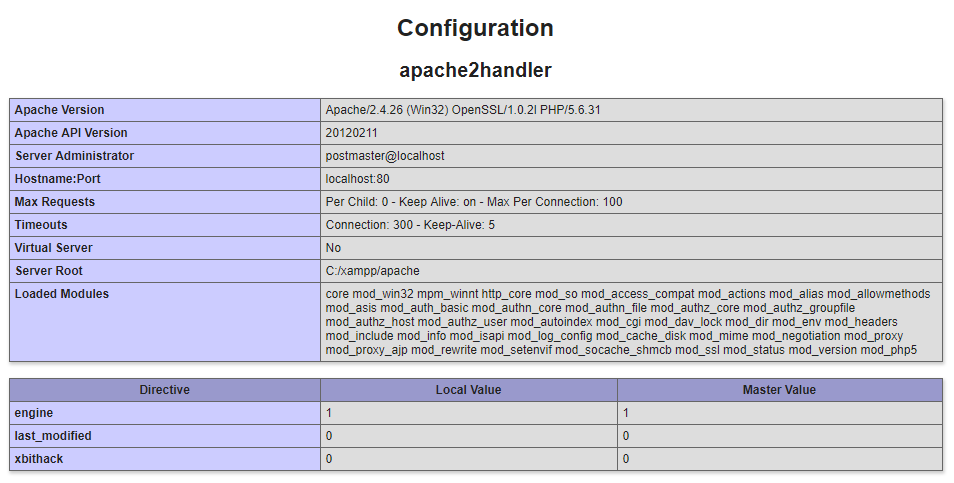 Configuration
apache2handler
Apache Version Apache/2.4.26 (Win32) OpenSSL/1.0.2l PHP/5.6.31
Apache API Version 20120211
Server Administrator postmaster@localhost
Hostname:Port localhost:80
Max Requests Per Child: 0 - Keep Alive: on - Max Per Connection: 100
Timeouts Connection: 300 - Keep-Alive: 5
Virtual Server No
Server Root C:/xampp/apache
Loaded Modules core mod_win32 mpm_winnt http_core mod_so mod_access_compat mod_actions mod_alias mod_allowmethods
mod_asis mod_auth_basic mod_authn_core mod_authn_file mod_authz_core mod_authz_groupfile
mod_authz_host mod_authz_user mod_autoindex mod_cgi mod_dav_lock mod_dir mod_env mod_headers
mod_include mod_info mod_isapi mod_log_config mod_cache_disk mod_mime mod_negotiation mod_proxy
mod_proxy_ajp mod_rewrite mod_setenvif mod_socache_shmcb mod_ssl mod_status mod_version mod_php5
Directive Local Value Master Value
engine 1 1
last_modified 0 0
xbithack 0 0